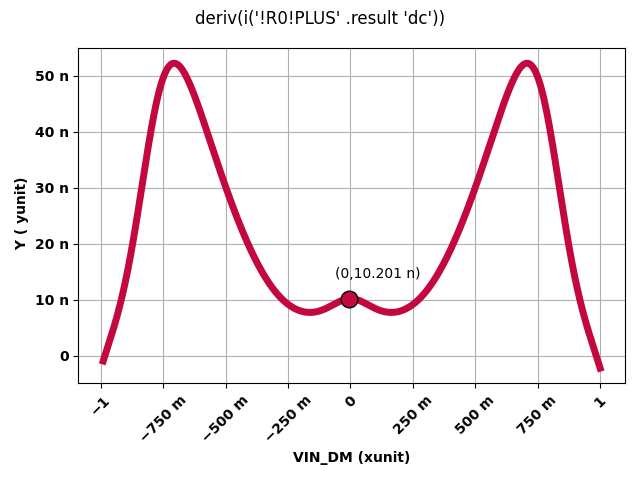 deriv(i('!R0!PLUS' .result 'dc'))
Y ( yunit)
50 n
40 n
30 n
20 n
10 n
0
(0,10.201 n)
−1
−750 m
−500 m
−250 m
0
250 m
500 m
750 m
1
VIN_DM (xunit)